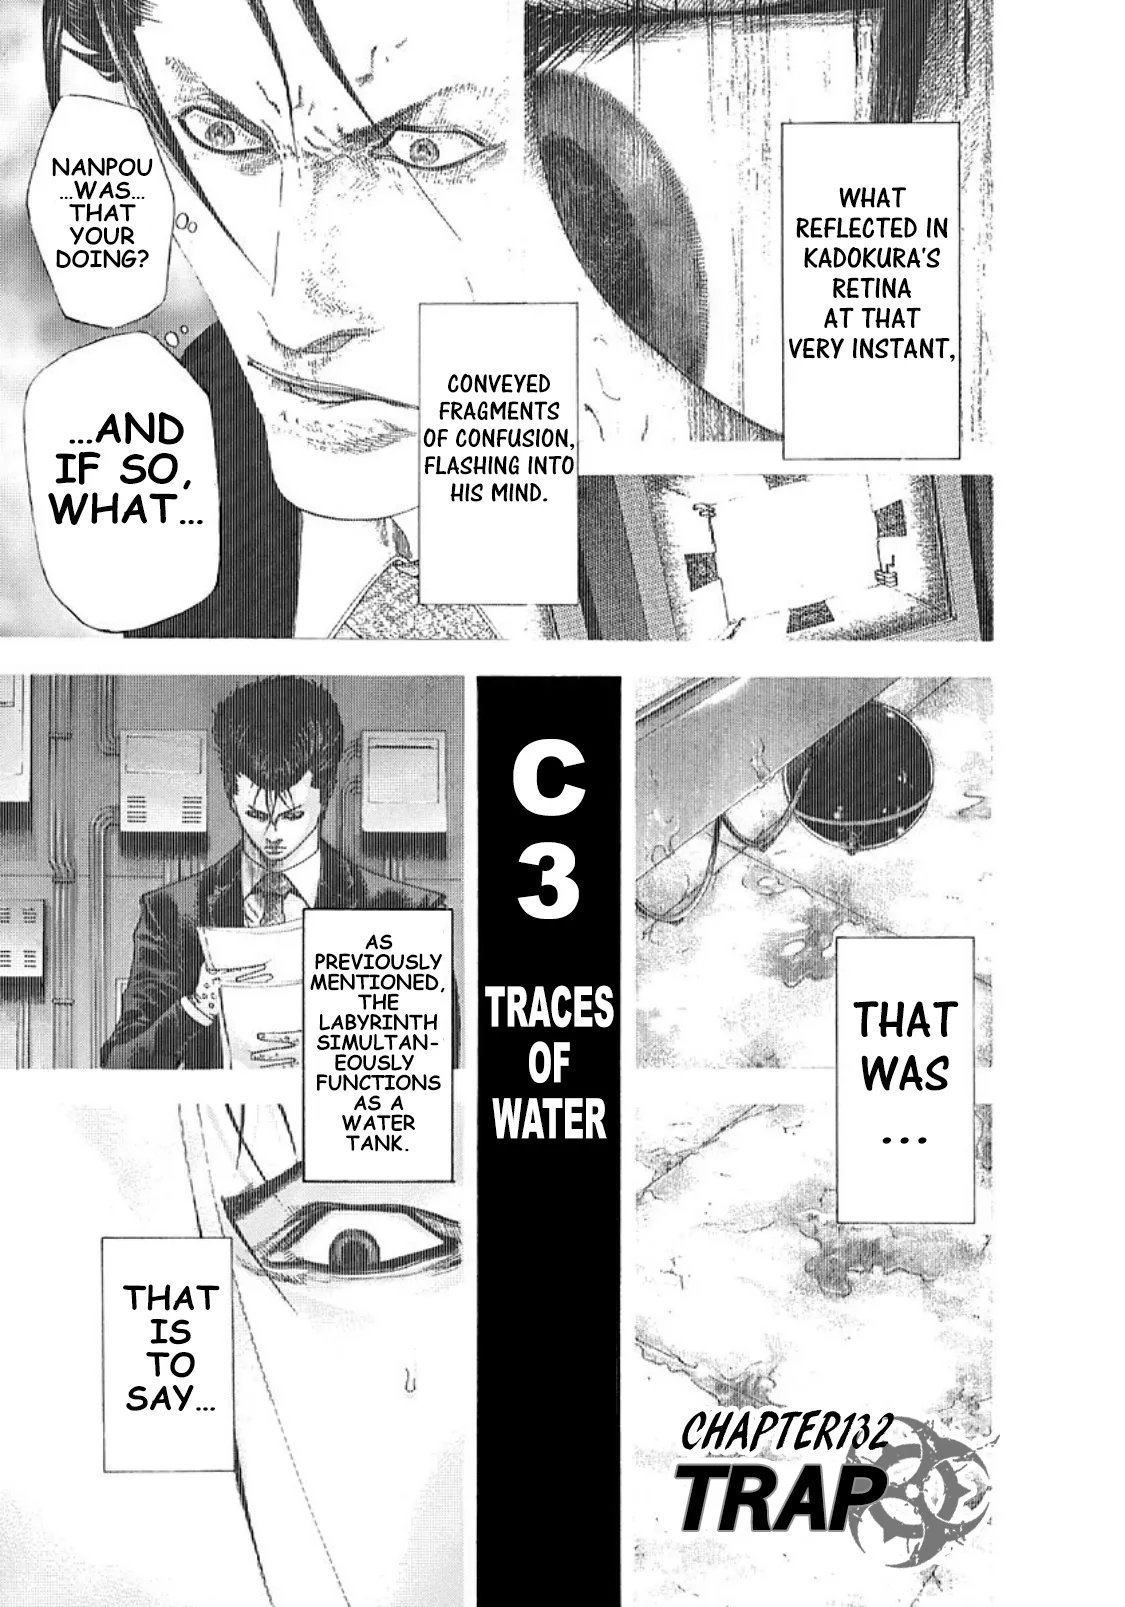 WHAT
REFLECTED IN
KADOKURA'S
RETINA
AT THAT
VERY INSTANT,
CONVEYED
FRAGMENTS
OF CONFUSION,
FLASHING INTO
HIS MIND.
NANPOU
...WAS...
THAT
YOUR
DOING?
...AND
IF SO,
WHAT...
THAT
WAS
...
C
3
TRACES
OF
WATER
AS
PREVIOUSLY
MENTIONED,
THE
LABYRINTH
SIMULTAN-
EOUSLY
FUNCTIONS
AS A
WATER
TANK.
THAT
IS
TO
SAY...
CHAPTER132
TRAP